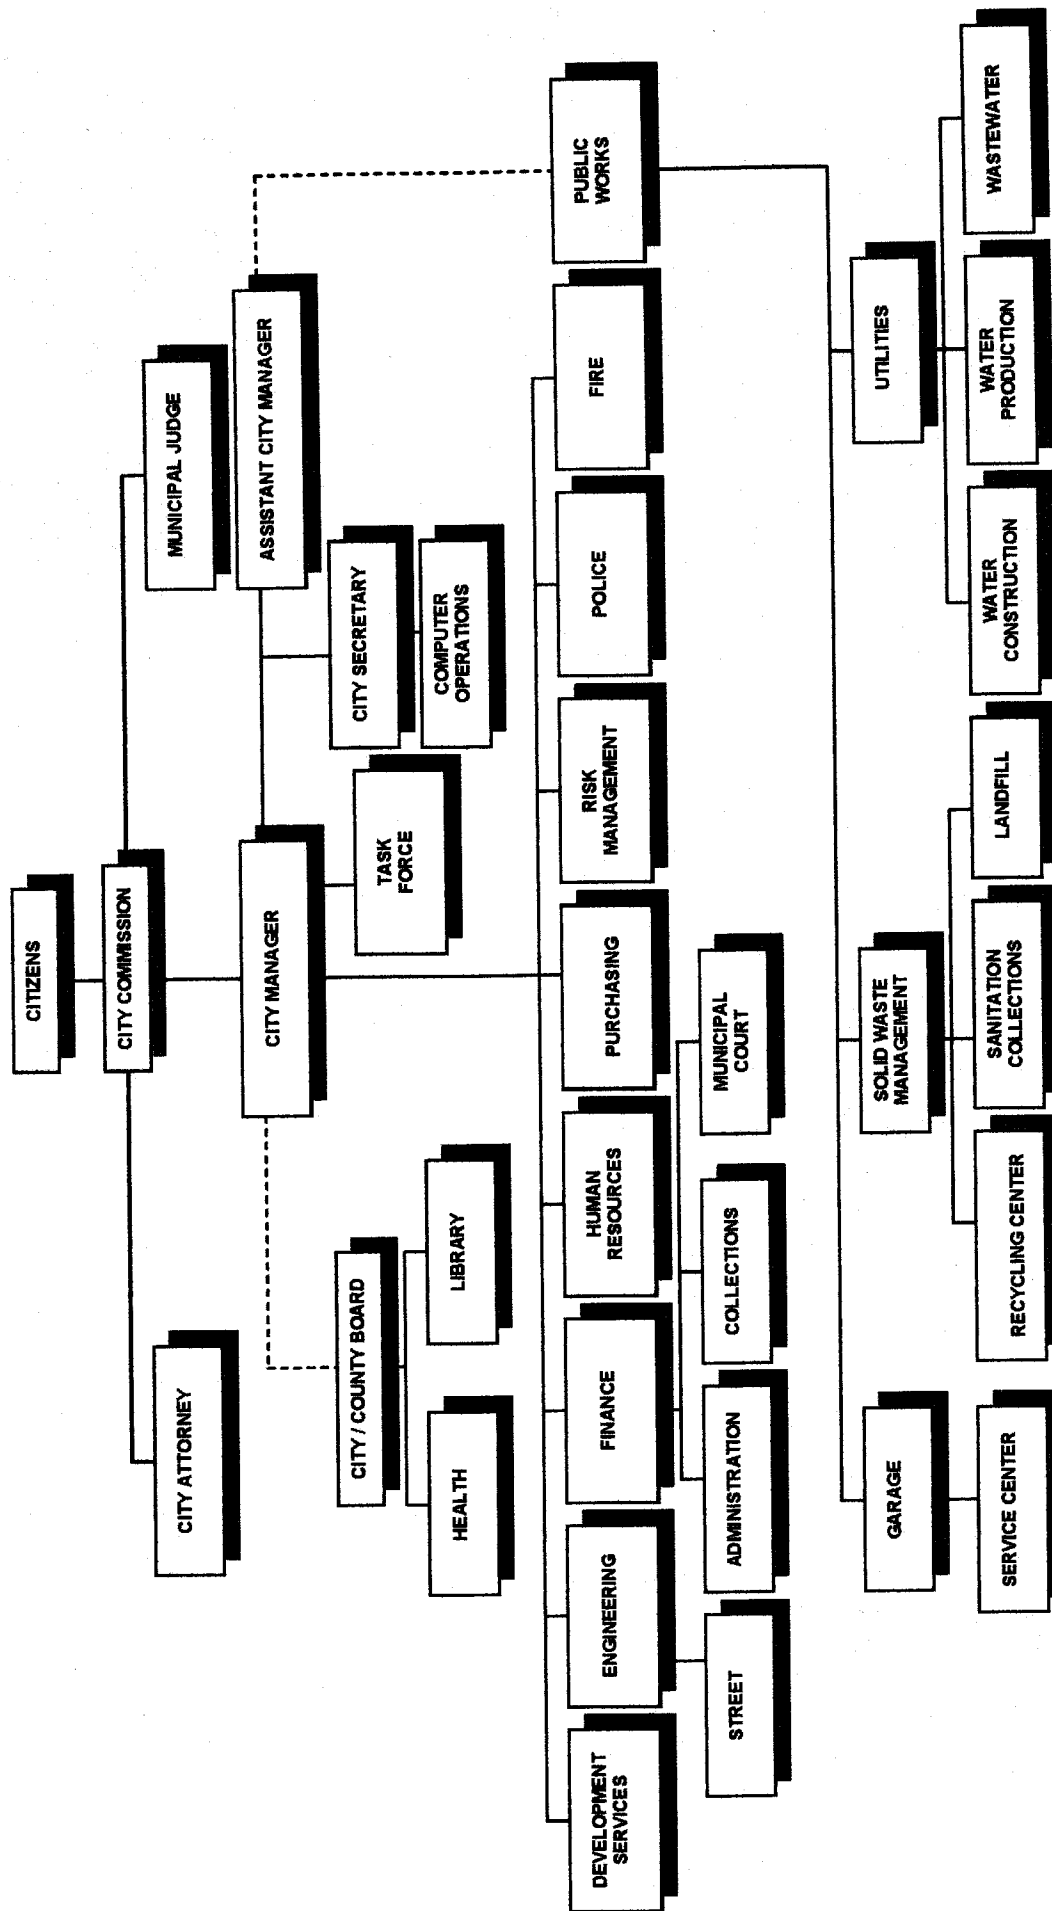 CITIZENS
CITY COMMISSION
CITY ATTORNEY
MUNICIPAL JUDGE
CITY MANAGER
ASSISTANT CITY MANAGER
CITY / COUNTY BOARD
TASK
FORCE
CITY SECRETARY
HEALTH
LIBRARY
COMPUTER
OPERATIONS
DEVELOPMENT
SERVICES
ENGINEERING
FINANCE
HUMAN
RESOURCES
PURCHASING
RISK
MANAGEMENT
POLICE
FIRE
PUBLIC
WORKS
STREET
ADMINISTRATION
COLLECTIONS
MUNICIPAL
COURT
GARAGE
SOLID WASTE
MANAGEMENT
UTILITIES
SERVICE CENTER
RECYCLING CENTER
SANITATION
COLLECTIONS
LANDFILL
WATER
CONSTRUCTION
WATER
PRODUCTION
WASTEWATER